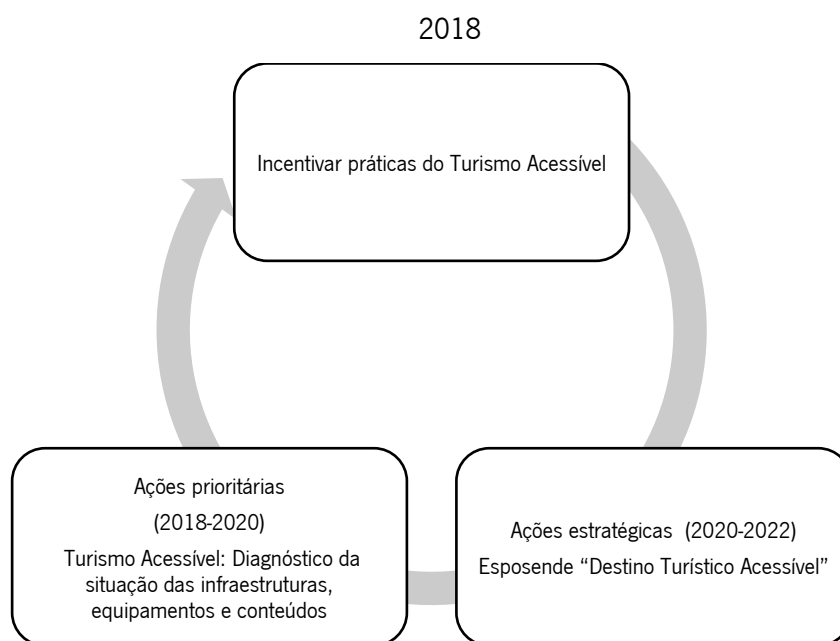 2018
Incentivar práticas do Turismo Acessível
Ações prioritárias
(2018-2020)
Turismo Acessível: Diagnóstico da
situação das infraestruturas,
equipamentos e conteúdos
Ações estratégicas (2020-2022)
Esposende “Destino Turístico Acessível”